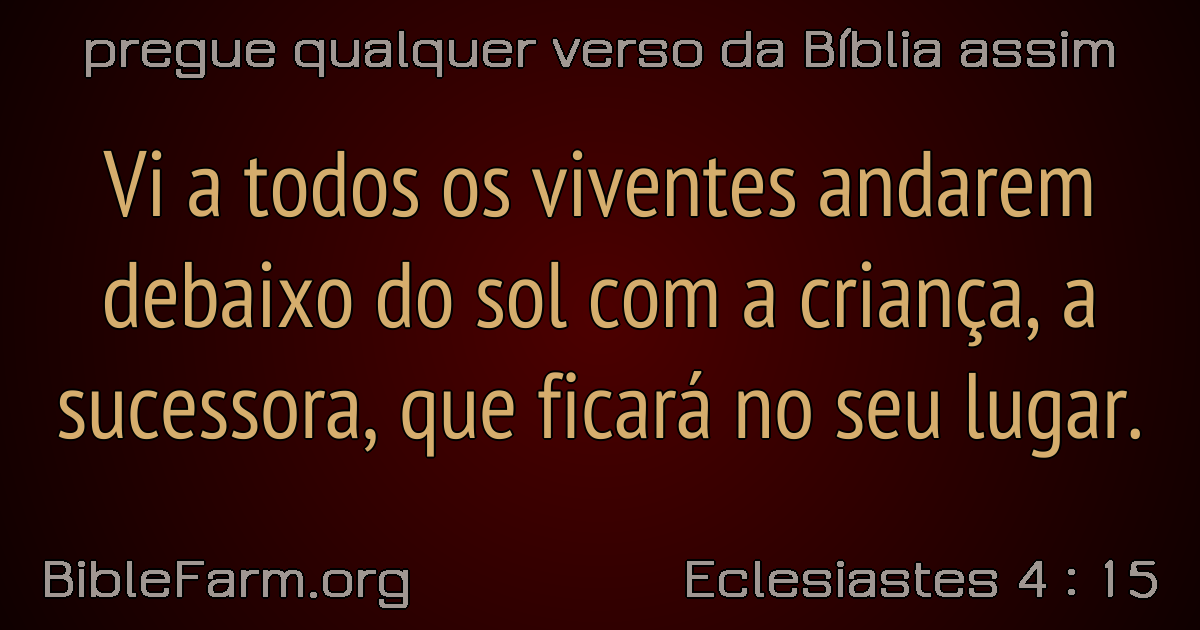 pregue qualquer verso da Bíblia assim
Vi a todos os viventes andarem
debaixo do sol com a criança, a
sucessora, que ficará no seu lugar.
BibleFarm.org
Eclesiastes 4 : 15